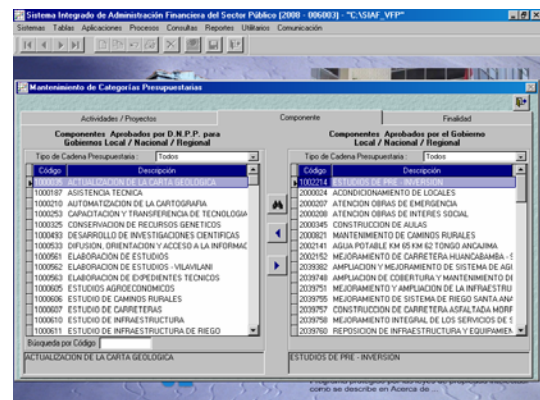 Sistema Integrado de Administración Financiera del Sector Público [2008 - 006003] - "C:\SIAF_VFP"
Sistemas Tablas Aplicaciones Procesos Consultas Reportes Utilitarios Comunicación
Mantenimiento de Categorías Presupuestarias
Actividades / Proyectos
Componente
Finalidad
Componentes Aprobados por D.N.P.P. para
Gobiernos Local / Nacional / Regional
Tipo de Cadena Presupuestaria : Todos
Código Descripción
1000035 ACTUALIZACION DE LA CARTA GEOLOGICA
1000187 ASISTENCIA TECNICA
1000210 AUTOMATIZACION DE LA CARTOGRAFIA
1000253 CAPACITACION Y TRANSFERENCIA DE TECNOLOGIA
1000325 CONSERVACION DE RECURSOS GENETICOS
1000493 DESARROLLO DE INVESTIGACIONES CIENTIFICAS
1000533 DIFUSION, ORIENTACION Y ACCESO A LA INFORMAC
1000561 ELABORACION DE ESTUDIOS
1000562 ELABORACION DE ESTUDIOS - VILAVILANI
1000563 ELABORACION DE EXPEDIENTES TECNICOS
1000605 ESTUDIOS AGROECONOMICOS
1000606 ESTUDIO DE CAMINOS RURALES
1000607 ESTUDIO DE CARRETERAS
1000610 ESTUDIO DE INFRAESTRUCTURA
1000611 ESTUDIO DE INFRAESTRUCTURA DE RIEGO
Búsqueda por Código
ACTUALIZACION DE LA CARTA GEOLOGICA
Componentes Aprobados por el Gobierno
Local / Nacional / Regional
Tipo de Cadena Presupuestaria : Todos
Código Descripción
1002214 ESTUDIOS DE PRE - INVERSION
2000024 ACONDICIONAMIENTO DE LOCALES
2000207 ATENCION OBRAS DE EMERGENCIA
2000208 ATENCION OBRAS DE INTERES SOCIAL
2000345 CONSTRUCCION DE AULAS
2000821 MANTENIMIENTO DE CAMINOS RURALES
2002141 AGUA POTABLE KM 65 KM 62 TONGO ANCAJIMA
2002152 MEJORAMIENTO DE CARRETERA HUANCABAMBA - S
2039382 AMPLIACION Y MEJORAMIENTO DE SISTEMA DE AGI
2039748 AMPLIACION DE COBERTURA Y MANTENIMIENTO DE
2039751 MEJORAMIENTO Y AMPLIACION DE LA INFRAESTRU
2039755 MEJORAMIENTO DE SISTEMA DE RIEGO SANTA ANA
2039757 CONSTRUCCION DE CARRETERA ASFALTADA MORR
2039758 MEJORAMIENTO INTEGRAL DE LOS SERVICIOS DE S
2039760 REPOSICION DE INFRAESTRUCTURA Y EQUIPAMIEN
ESTUDIOS DE PRE - INVERSION
como se describe en Acerca de ...